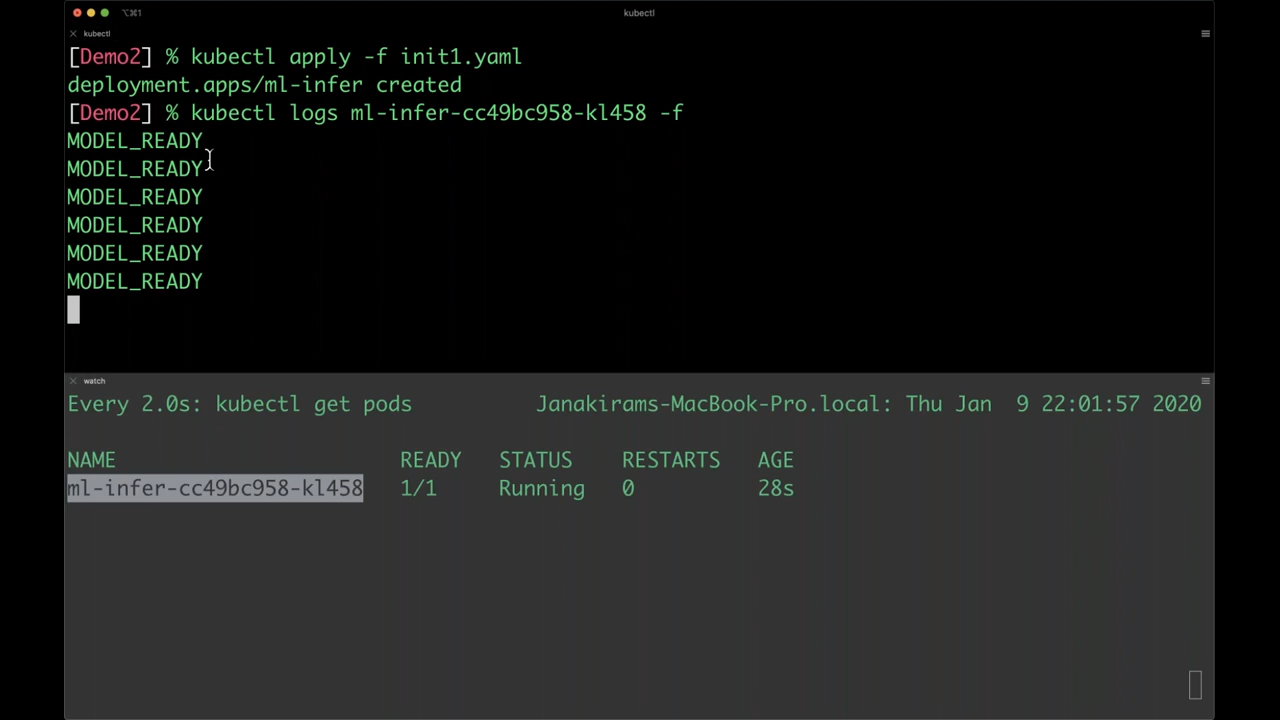 ⌥⌘1
kubectl
kubectl
[Demo2] % kubectl apply -f init1.yaml
deployment.apps/ml-infer created
[Demo2] % kubectl logs ml-infer-cc49bc958-kl458 -f
MODEL_READY
MODEL_READY
MODEL_READY
MODEL_READY
MODEL_READY
MODEL_READY
watch
Every 2.0s: kubectl get pods Janakirams-MacBook-Pro.local: Thu Jan  9 22:01:57 2020
NAME READY STATUS RESTARTS AGE
ml-infer-cc49bc958-kl458 1/1 Running 0 28s